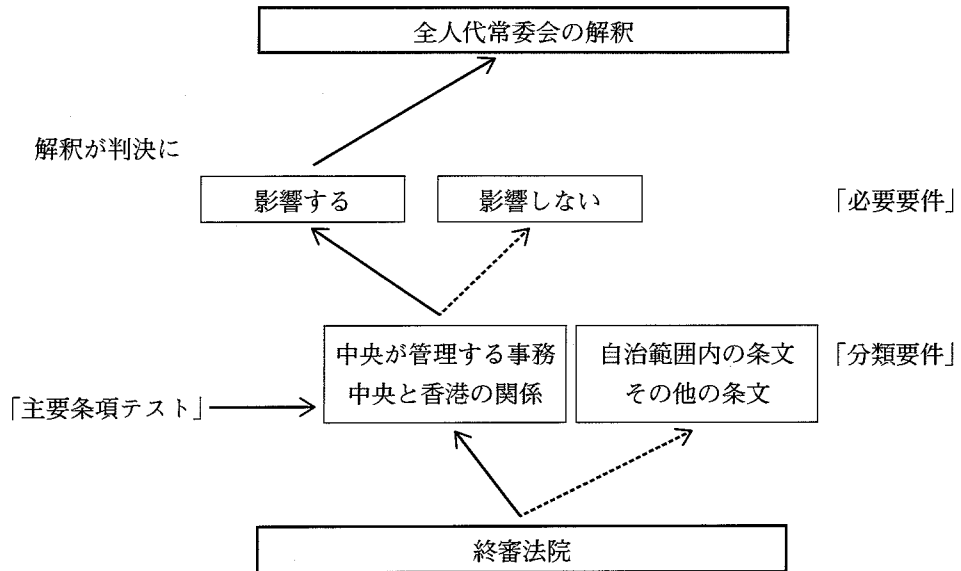 全人代常委会の解釈
解釈が判決に
影響する
影響しない
「必要要件」
中央が管理する事務
中央と香港の関係
自治範囲内の条文
その他の条文
「分類要件」
「主要条項テスト」
終審法院